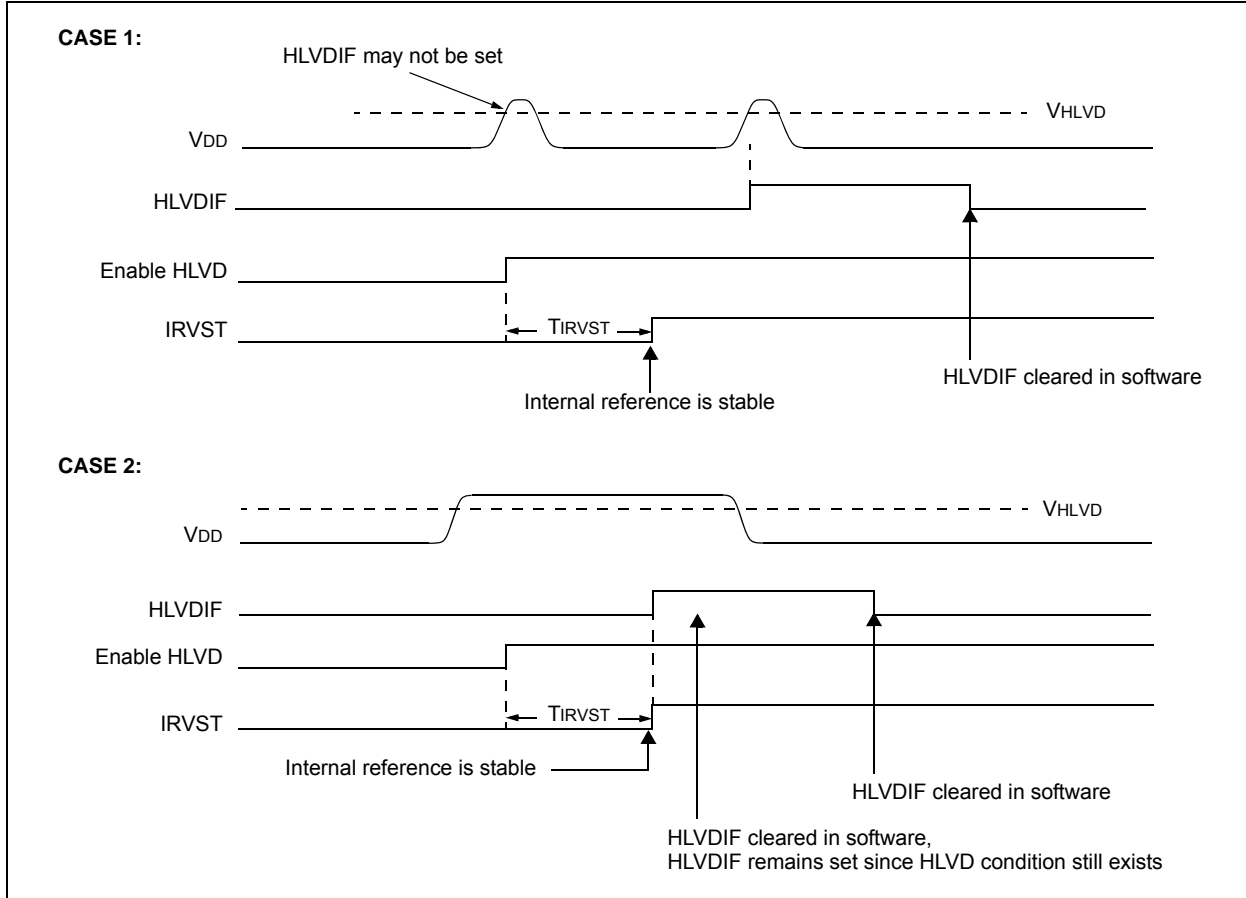 CASE 1:
HLVDIF may not be set
VHLVD
VDD
HLVDIF
Enable HLVD
TIRVST
IRVST
HLVDIF cleared in software
Internal reference is stable
CASE 2:
VHLVD
VDD
HLVDIF
Enable HLVD
TIRVST
IRVST
Internal reference is stable
HLVDIF cleared in software
HLVDIF cleared in software,
HLVDIF remains set since HLVD condition still exists